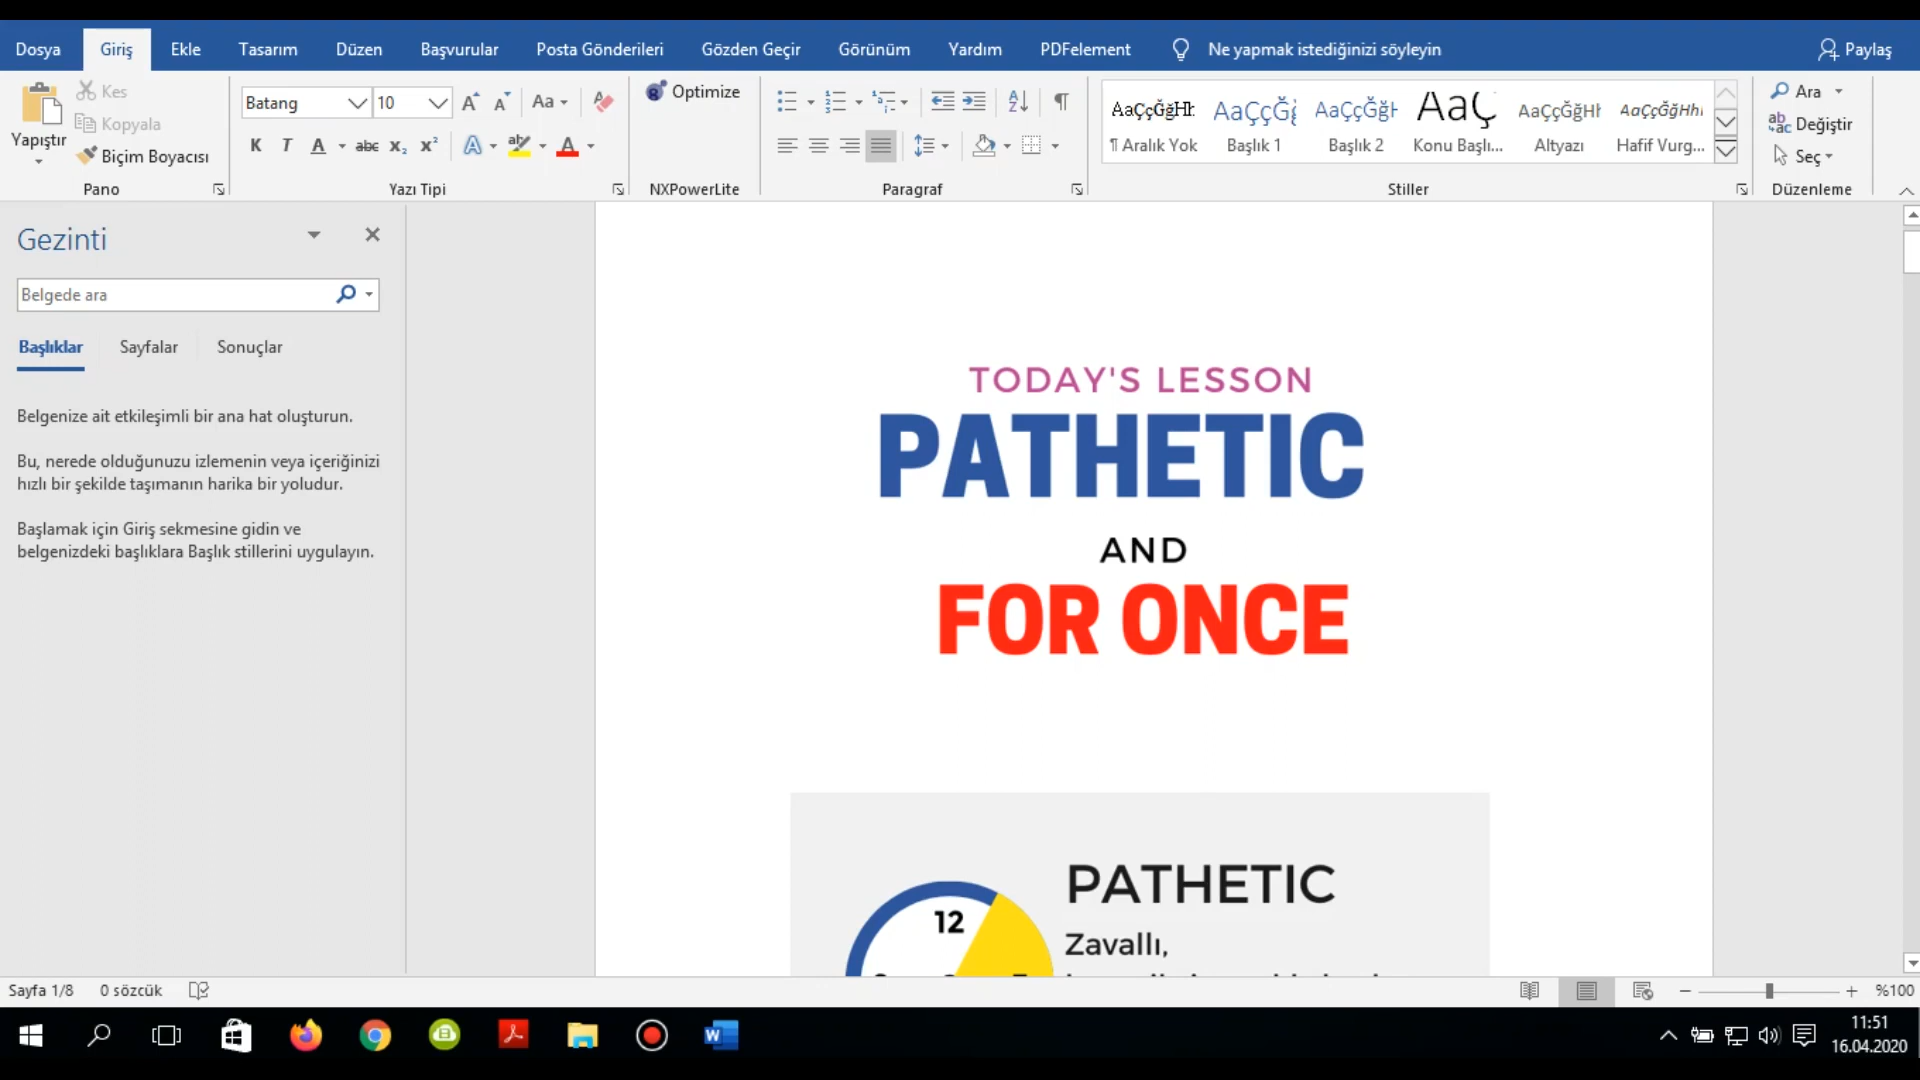 Dosya Giriş Ekle Tasarım Düzen Başvurular Posta Gönderileri Gözden Geçir Görünüm Yardım PDFelement Ne yapmak istediğinizi söyleyin Paylaş
Yapıştır
Kes
Kopyala
Biçim Boyacısı
Pano
Batang 10
Aa
K T A abc x₂ x² A aby A
Yazı Tipi
Optimize
NXPowerLite
Paragraf
AaÇçĞğHh AaÇçĞğ AaÇçĞğH AaÇ AaÇçĞğHh AaÇçĞğHh
¶ Aralık Yok Başlık 1 Başlık 2 Konu Başlı... Altyazı Hafif Vurg...
Stiller
Ara
Değiştir
Seç
Düzenleme
Gezinti
Belgede ara
Başlıklar Sayfalar Sonuçlar
Belgenize ait etkileşimli bir ana hat oluşturun.
Bu, nerede olduğunuzu izlemenin veya içeriğinizi
hızlı bir şekilde taşımanın harika bir yoludur.
Başlamak için Giriş sekmesine gidin ve
belgenizdeki başlıklara Başlık stillerini uygulayın.
TODAY'S LESSON
PATHETIC
AND
FOR ONCE
12
PATHETIC
Zavallı,
Sayfa 1/8 0 sözcük
%100
11:51
16.04.2020